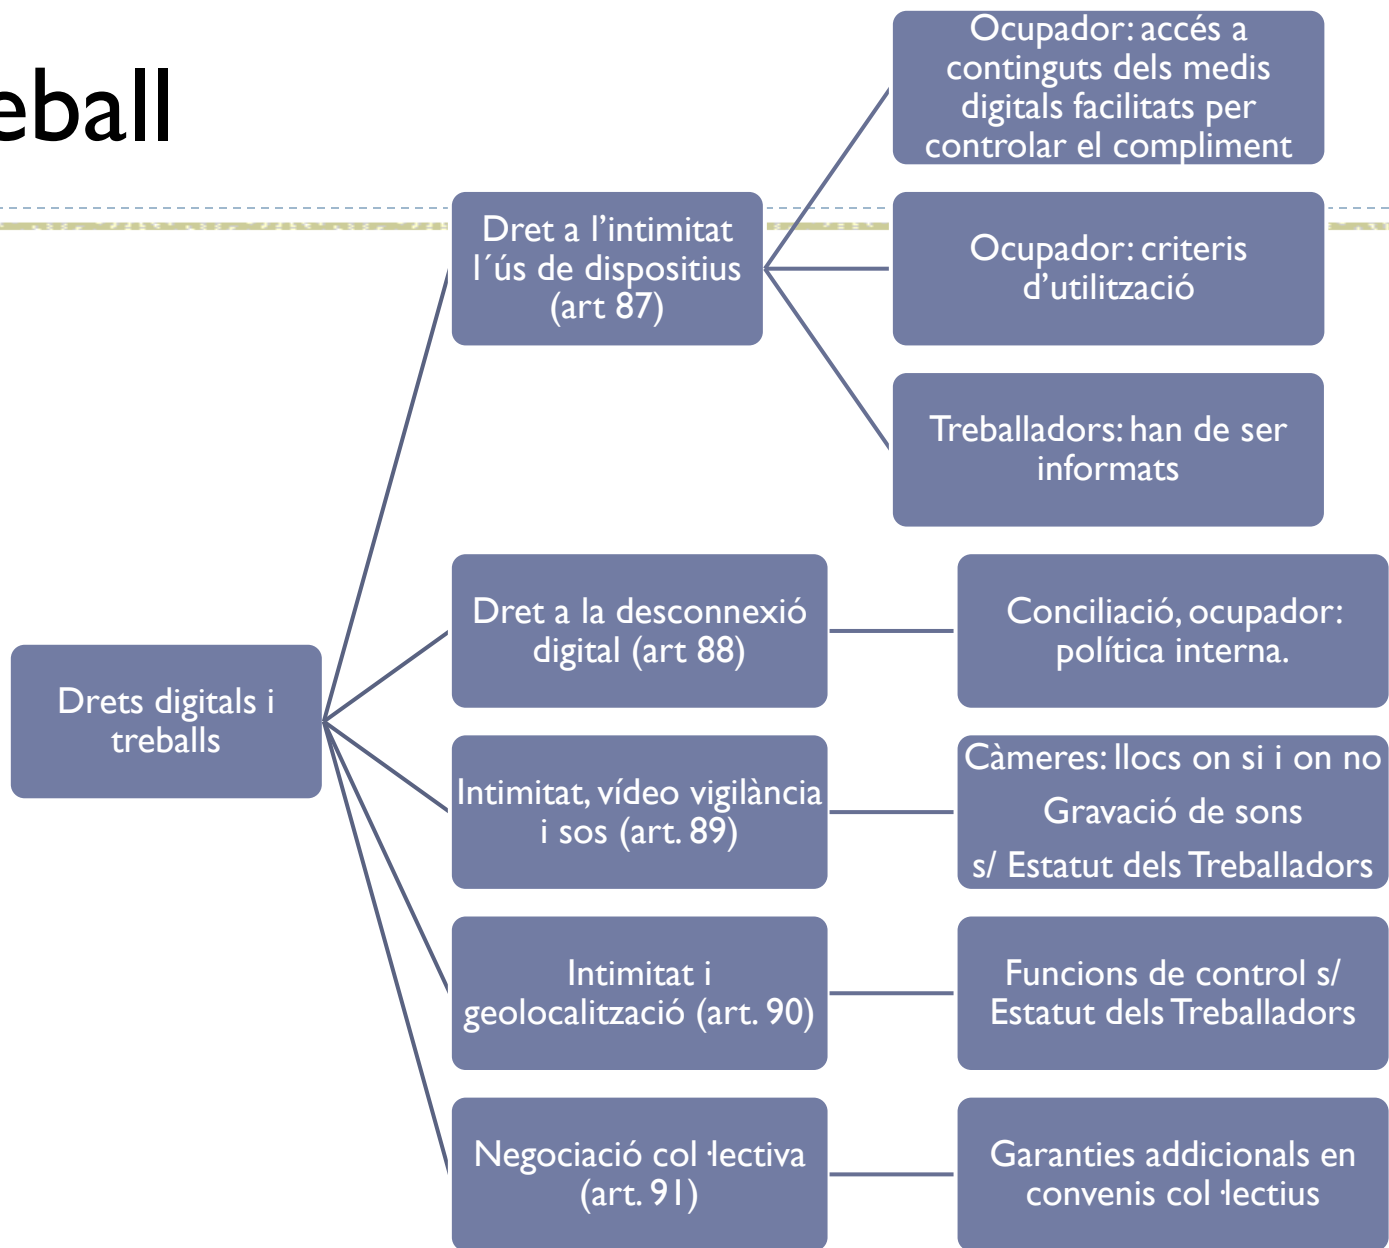 eball
Ocupador: accés a
continguts dels medis
digitals facilitats per
controlar el compliment
Dret a l’intimitat
l´ús de dispositius
(art 87)
Ocupador: criteris
d’utilització
Treballadors: han de ser
informats
Dret a la desconnexió
digital (art 88)
Conciliació, ocupador:
política interna.
Drets digitals i
treballs
Intimitat, vídeo vigilància
i sos (art. 89)
Càmeres: llocs on si i on no
Gravació de sons
s/ Estatut dels Treballadors
Intimitat i
geolocalització (art. 90)
Funcions de control s/
Estatut dels Treballadors
Negociació col·lectiva
(art. 91)
Garanties addicionals en
convenis col·lectius